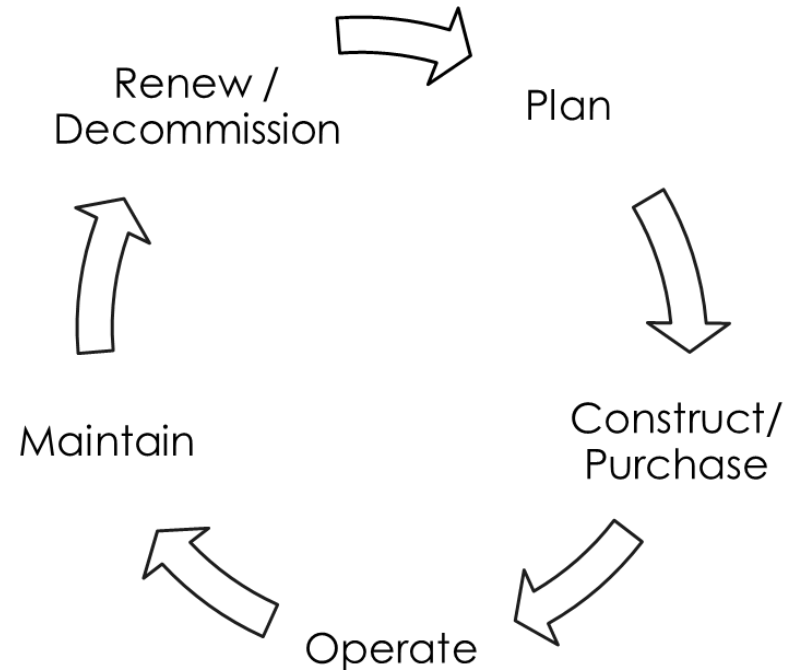 Renew /
Decommission
Plan
Construct/
Purchase
Operate
Maintain